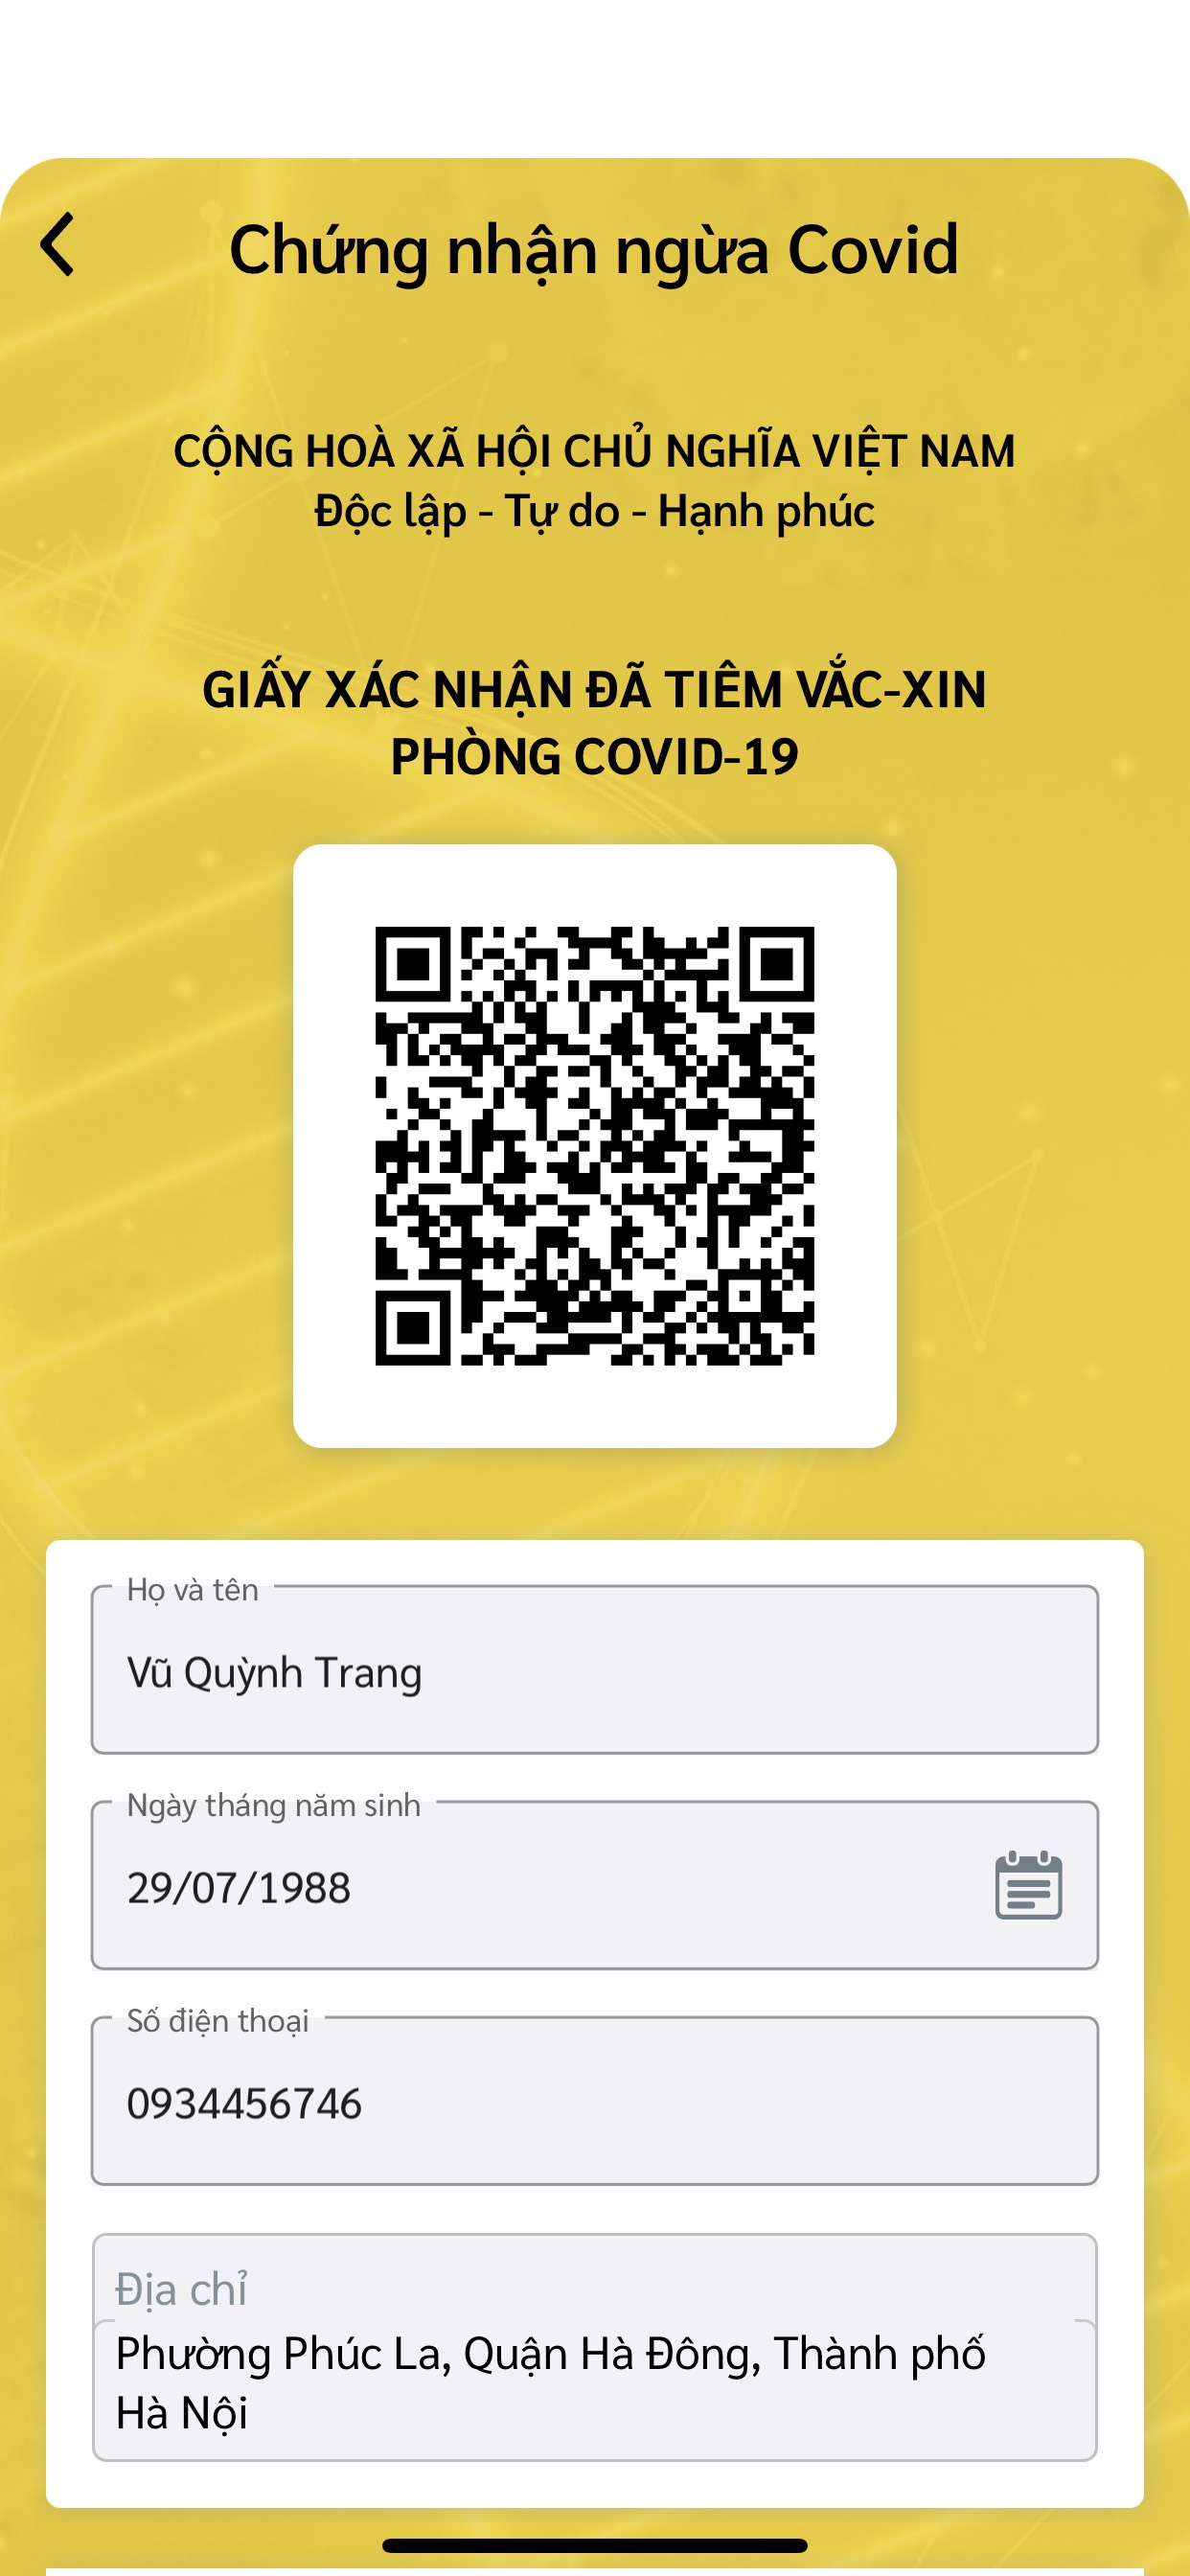 Chứng nhận ngừa Covid
CỘNG HOÀ XÃ HỘI CHỦ NGHĨA VIỆT NAM
Độc lập - Tự do - Hạnh phúc
GIẤY XÁC NHẬN ĐÃ TIÊM VẮC-XIN
PHÒNG COVID-19
Họ và tên
Vũ Quỳnh Trang
Ngày tháng năm sinh
29/07/1988
Số điện thoại
0934456746
Địa chỉ
Phường Phúc La, Quận Hà Đông, Thành phố
Hà Nội